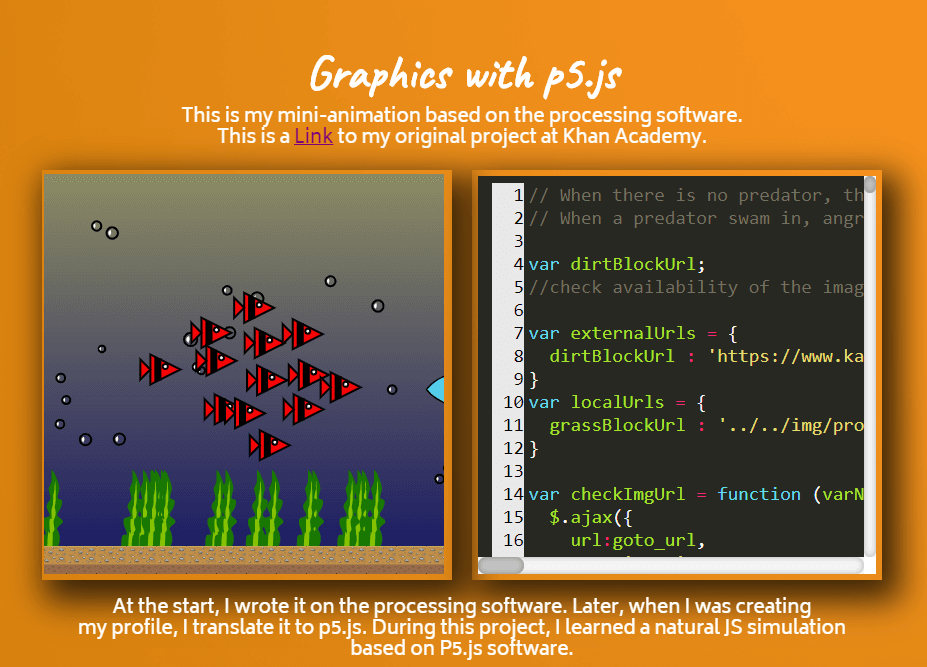 Graphics with p5.js
This is my mini-animation based on the processing software.
This is a Link to my original project at Khan Academy.
1 // When there is no predator, th
2 // When a predator swam in, angr
3
4 var dirtBlockUrl;
5 //check availability of the imag
6
7 var externalUrls = {
8 dirtBlockUrl : 'https://www.ka
9 }
10 var localUrls = {
11 grassBlockUrl : '../../img/pro
12 }
13
14 var checkImgUrl = function (varN
15 $.ajax({
16 url:goto_url,
At the start, I wrote it on the processing software. Later, when I was creating
my profile, I translate it to p5.js. During this project, I learned a natural JS simulation
based on P5.js software.